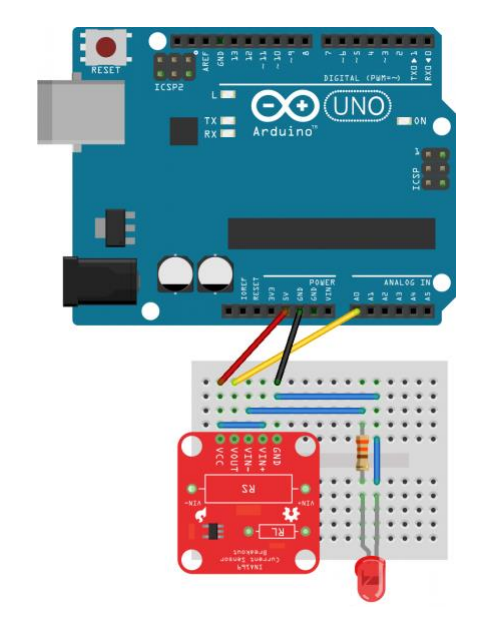 RESET
ICSP2
AREF
GND
13
12
~11
~10
~9
8
7
~6
~5
4
~3
2
TX0►1
RX0◄0
DIGITAL (PWM=~)
L
TX
RX
UNO
Arduino™
ON
ICSP
1
POWER
ANALOG IN
IOREF
RESET
3V3
5V
GND
GND
VIN
A0
A1
A2
A3
A4
A5
VCC
VOUT
VIN-
VIN+
GND
RS
VIN-
VIN+
RL
INA169
Current Sensor
Breakout